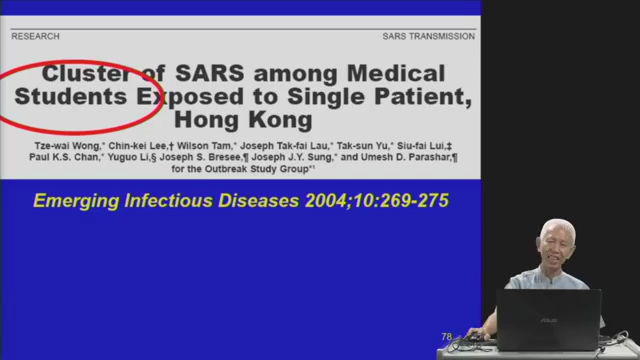 RESEARCH
SARS TRANSMISSION
Cluster of SARS among Medical
Students Exposed to Single Patient,
Hong Kong
Tze-wai Wong,* Chin-kei Lee,† Wilson Tam,* Joseph Tak-fai Lau,* Tak-sun Yu,* Siu-fai Lui,‡
Paul K.S. Chan,* Yuguo Li,§ Joseph S. Bresee,¶ Joseph J.Y. Sung,* and Umesh D. Parashar,¶
for the Outbreak Study Group*¹
Emerging Infectious Diseases 2004;10:269-275
78
ASUS